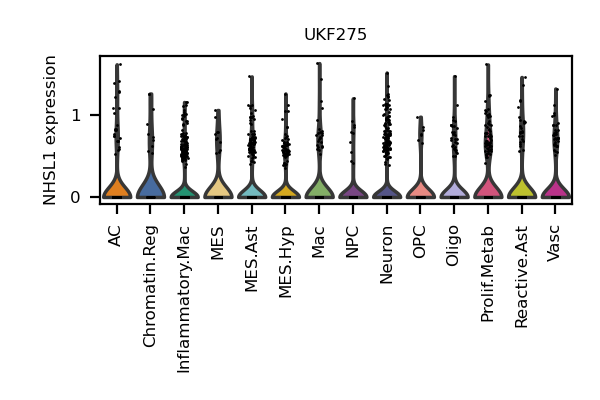 UKF275
NHSL1 expression
1
0
AC
Chromatin.Reg
Inflammatory.Mac
MES
MES.Ast
MES.Hyp
Mac
NPC
Neuron
OPC
Oligo
Prolif.Metab
Reactive.Ast
Vasc